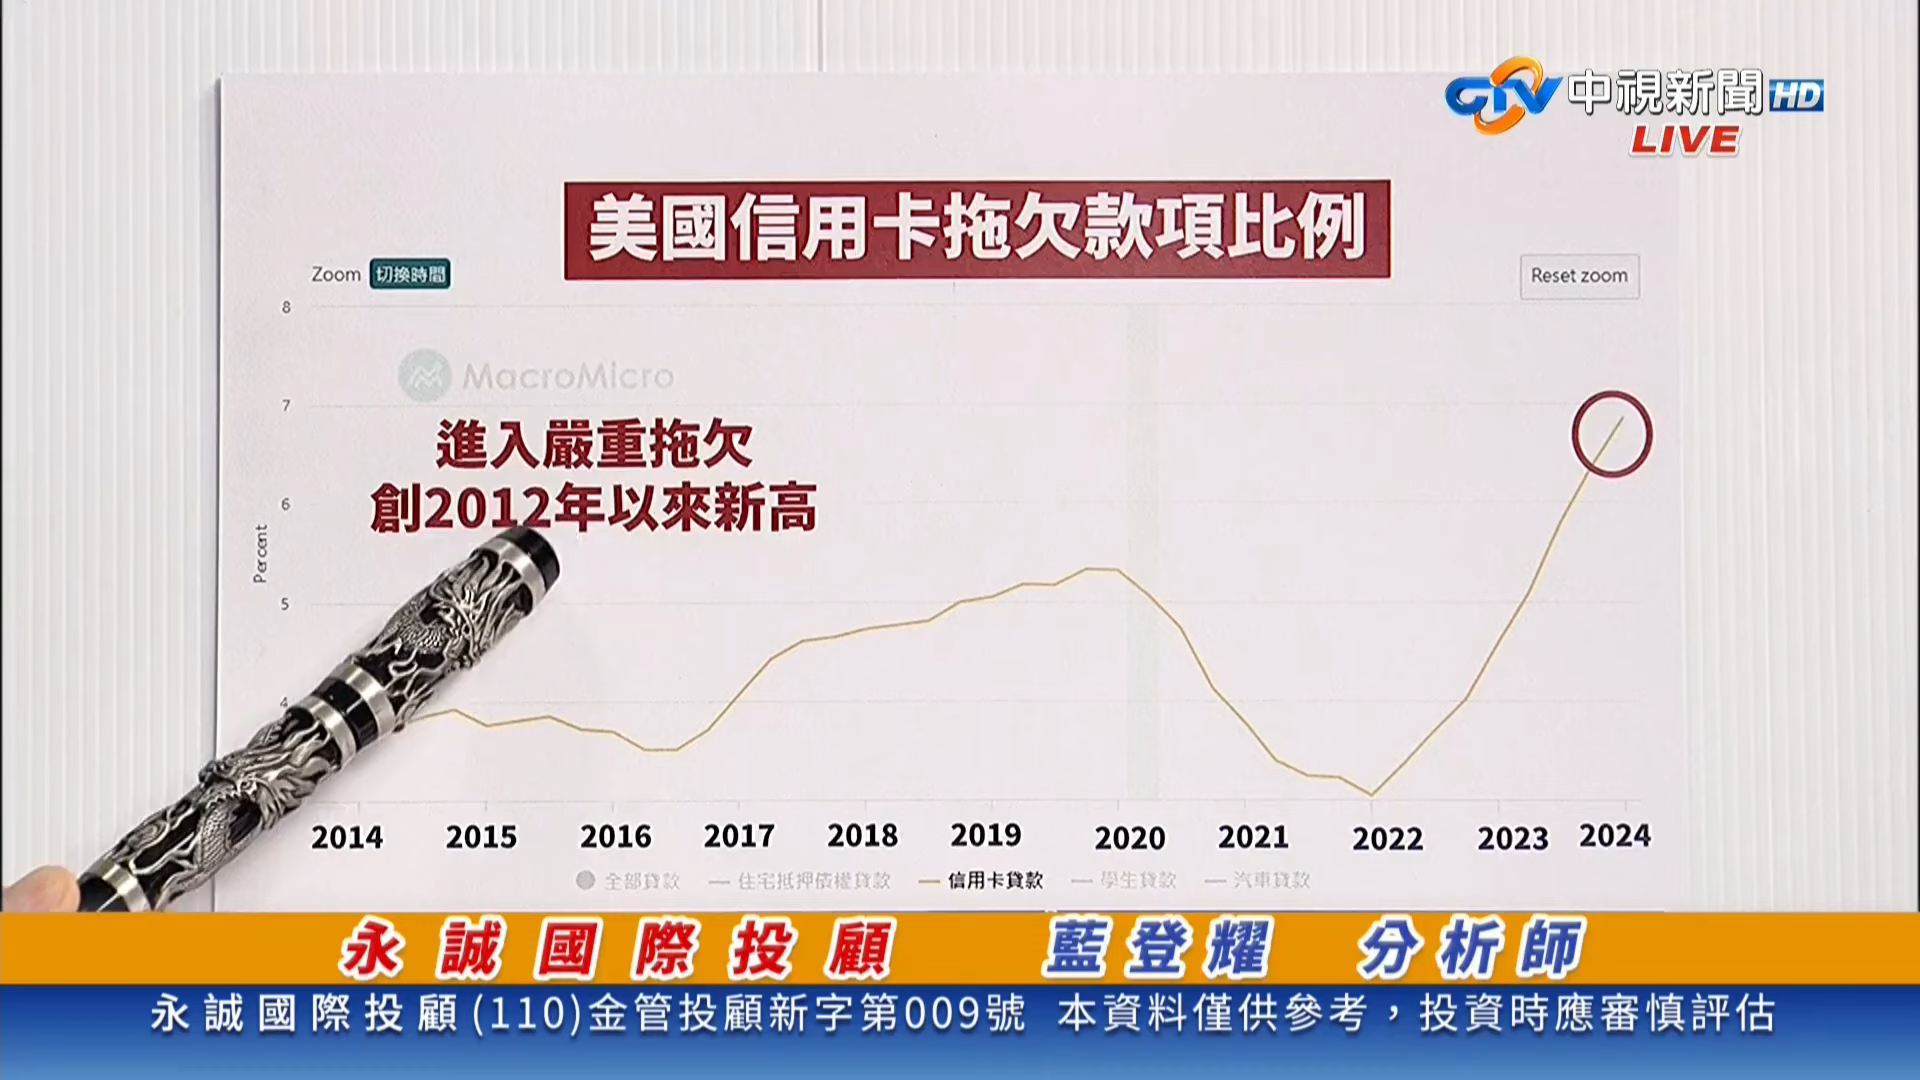 CTV 中視新聞 HD
LIVE
美國信用卡拖欠款項比例
Zoom 切換時間
Reset zoom
8
MacroMicro
7
進入嚴重拖欠
創2012年以來新高
6
Percent
5
4
2014 2015 2016 2017 2018 2019 2020 2021 2022 2023 2024
全部貸款 住宅抵押債權貸款 信用卡貸款 學生貸款 汽車貸款
永誠國際投顧 藍登耀 分析師
永誠國際投顧(110)金管投顧新字第009號 本資料僅供參考，投資時應審慎評估